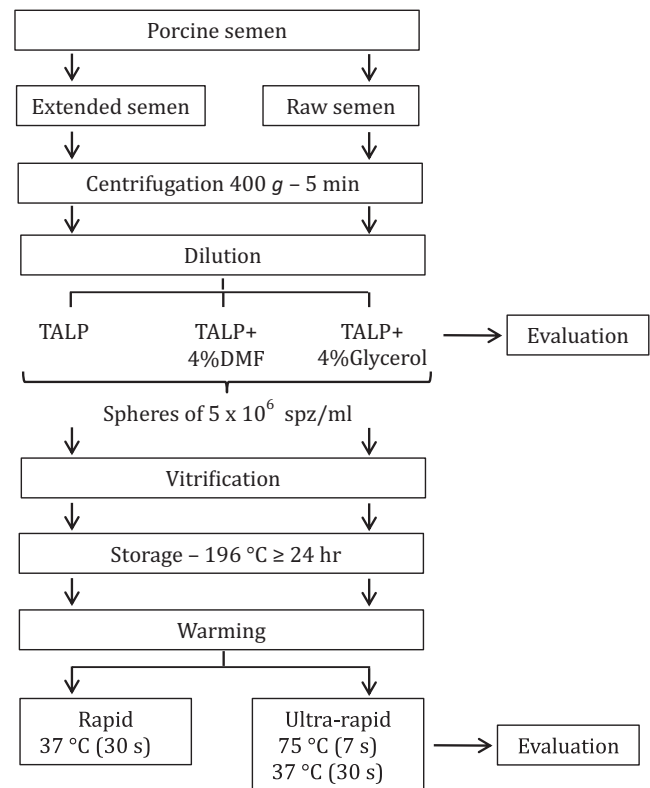 Porcine semen
Extended semen
Raw semen
Centrifugation 400 g – 5 min
Dilution
TALP
TALP+
4%DMF
TALP+
4%Glycerol
Evaluation
Spheres of 5 x 10⁶ spz/ml
Vitrification
Storage – 196 °C ≥ 24 hr
Warming
Rapid
37 °C (30 s)
Ultra-rapid
75 °C (7 s)
37 °C (30 s)
Evaluation